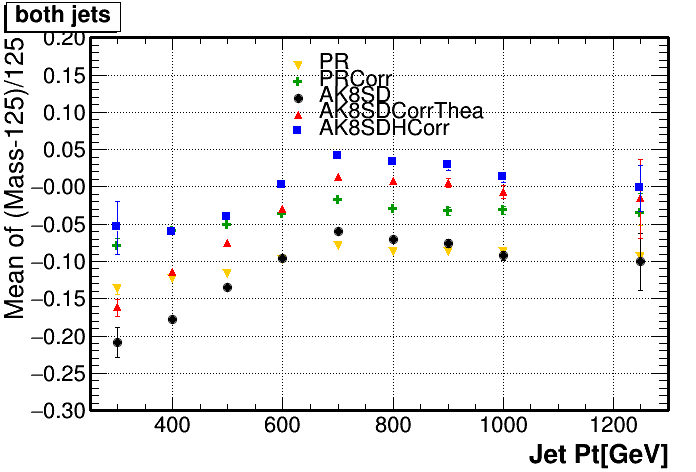 both jets
0.20
0.15
0.10
0.05
−0.00
−0.05
−0.10
−0.15
−0.20
−0.25
−0.30
Mean of (Mass-125)/125
PR
PRCorr
AK8SD
AK8SDCorrThea
AK8SDHCorr
400 600 800 1000 1200
Jet Pt[GeV]